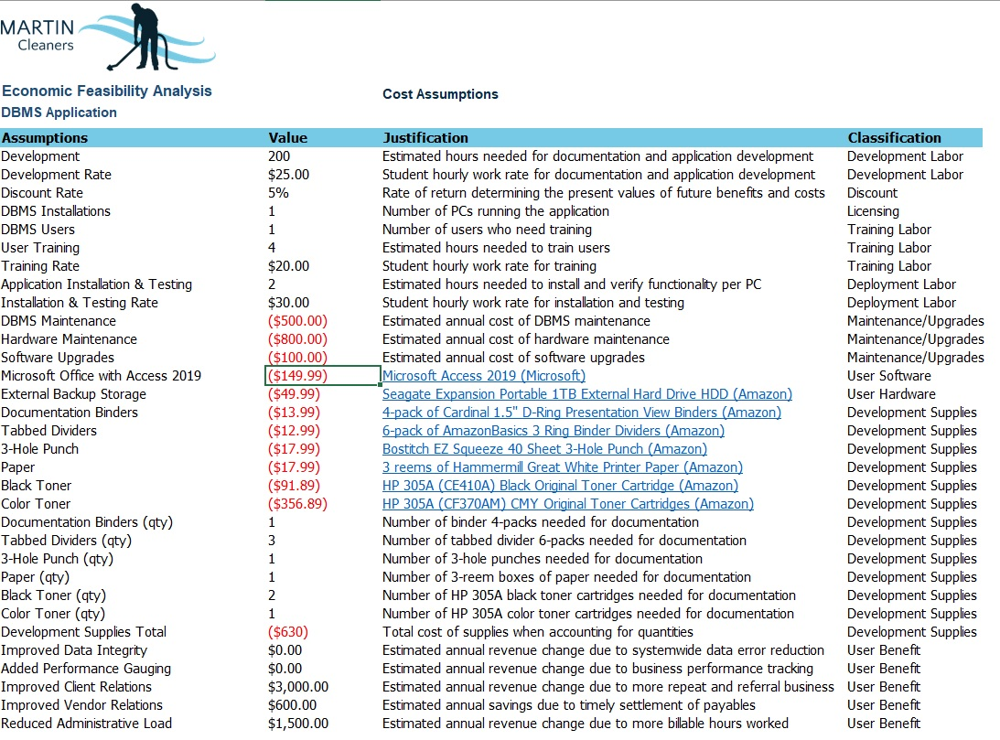 MARTIN
Cleaners
Economic Feasibility Analysis
Cost Assumptions
DBMS Application
Assumptions Value Justification Classification
Development 200 Estimated hours needed for documentation and application development Development Labor
Development Rate $25.00 Student hourly work rate for documentation and application development Development Labor
Discount Rate 5% Rate of return determining the present values of future benefits and costs Discount
DBMS Installations 1 Number of PCs running the application Licensing
DBMS Users 1 Number of users who need training Training Labor
User Training 4 Estimated hours needed to train users Training Labor
Training Rate $20.00 Student hourly work rate for training Training Labor
Application Installation & Testing 2 Estimated hours needed to install and verify functionality per PC Deployment Labor
Installation & Testing Rate $30.00 Student hourly work rate for installation and testing Deployment Labor
DBMS Maintenance ($500.00) Estimated annual cost of DBMS maintenance Maintenance/Upgrades
Hardware Maintenance ($800.00) Estimated annual cost of hardware maintenance Maintenance/Upgrades
Software Upgrades ($100.00) Estimated annual cost of software upgrades Maintenance/Upgrades
Microsoft Office with Access 2019 ($149.99) Microsoft Access 2019 (Microsoft) User Software
External Backup Storage ($49.99) Seagate Expansion Portable 1TB External Hard Drive HDD (Amazon) User Hardware
Documentation Binders ($13.99) 4-pack of Cardinal 1.5" D-Ring Presentation View Binders (Amazon) Development Supplies
Tabbed Dividers ($12.99) 6-pack of AmazonBasics 3 Ring Binder Dividers (Amazon) Development Supplies
3-Hole Punch ($17.99) Bostitch EZ Squeeze 40 Sheet 3-Hole Punch (Amazon) Development Supplies
Paper ($17.99) 3 reems of Hammermill Great White Printer Paper (Amazon) Development Supplies
Black Toner ($91.89) HP 305A (CE410A) Black Original Toner Cartridge (Amazon) Development Supplies
Color Toner ($356.89) HP 305A (CF370AM) CMY Original Toner Cartridges (Amazon) Development Supplies
Documentation Binders (qty) 1 Number of binder 4-packs needed for documentation Development Supplies
Tabbed Dividers (qty) 3 Number of tabbed divider 6-packs needed for documentation Development Supplies
3-Hole Punch (qty) 1 Number of 3-hole punches needed for documentation Development Supplies
Paper (qty) 1 Number of 3-reem boxes of paper needed for documentation Development Supplies
Black Toner (qty) 2 Number of HP 305A black toner cartridges needed for documentation Development Supplies
Color Toner (qty) 1 Number of HP 305A color toner cartridges needed for documentation Development Supplies
Development Supplies Total ($630) Total cost of supplies when accounting for quantities Development Supplies
Improved Data Integrity $0.00 Estimated annual revenue change due to systemwide data error reduction User Benefit
Added Performance Gauging $0.00 Estimated annual revenue change due to business performance tracking User Benefit
Improved Client Relations $3,000.00 Estimated annual revenue change due to more repeat and referral business User Benefit
Improved Vendor Relations $600.00 Estimated annual savings due to timely settlement of payables User Benefit
Reduced Administrative Load $1,500.00 Estimated annual revenue change due to more billable hours worked User Benefit